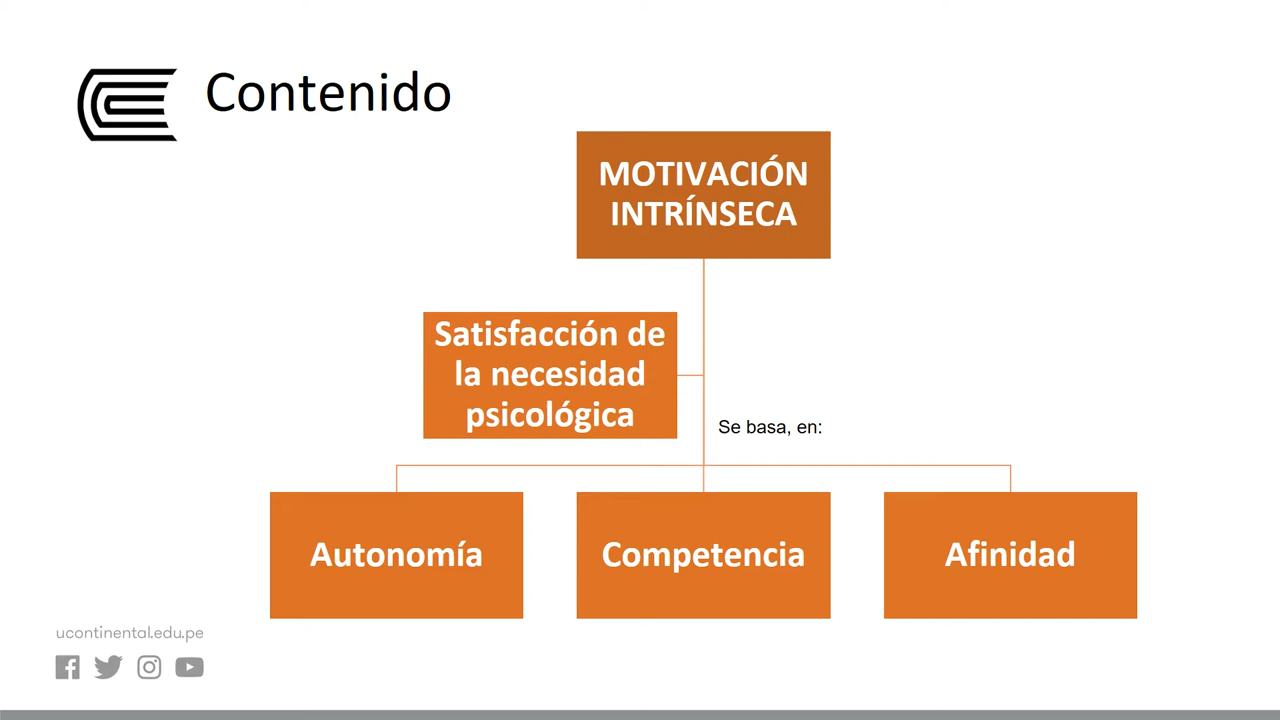 Contenido
MOTIVACIÓN
INTRÍNSECA
Satisfacción de
la necesidad
psicológica
Se basa, en:
Autonomía
Competencia
Afinidad
ucontinental.edu.pe